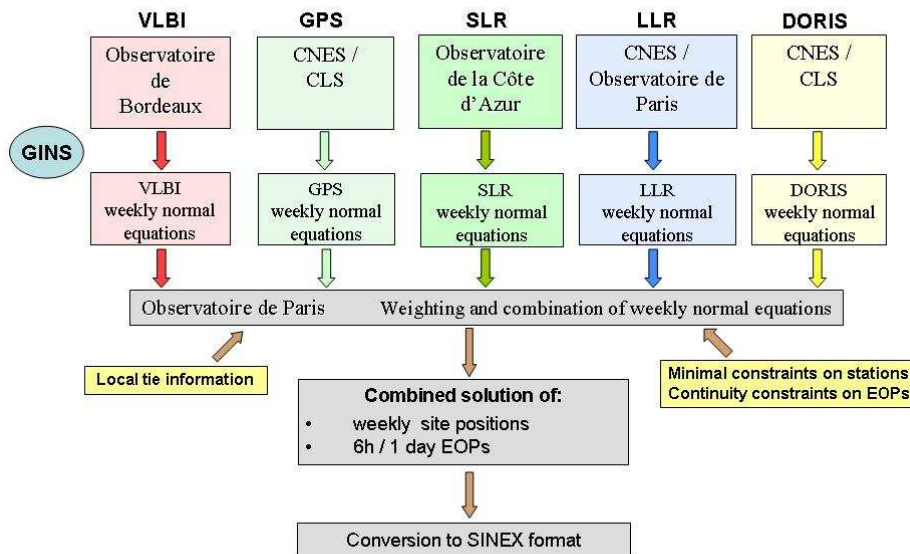 VLBI
GPS
SLR
LLR
DORIS
Observatoire
de
Bordeaux
CNES /
CLS
Observatoire
de la Côte
d’Azur
CNES /
Observatoire de
Paris
CNES /
CLS
GINS
VLBI
weekly normal
equations
GPS
weekly normal
equations
SLR
weekly normal
equations
LLR
weekly normal
equations
DORIS
weekly normal
equations
Observatoire de Paris Weighting and combination of weekly normal equations
Local tie information
Minimal constraints on stations
Continuity constraints on EOPs
Combined solution of:
• weekly site positions
• 6h / 1 day EOPs
Conversion to SINEX format